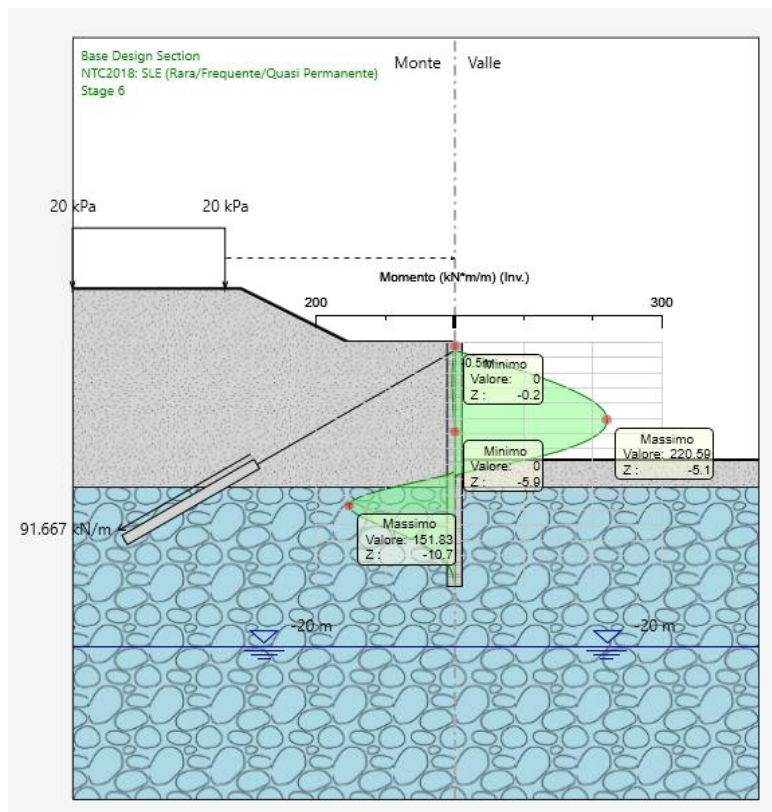 Base Design Section
NTC2018: SLE (Rara/Frequente/Quasi Permanente)
Stage 6
Monte
Valle
20 kPa
20 kPa
Momento (kN*m/m) (Inv.)
200
300
-0.5m
Minimo
Valore: 0
Z : -0.2
Massimo
Valore: 220.59
Z : -5.1
Minimo
Valore: 0
Z : -5.9
91.667 kN/m
Massimo
Valore: 151.83
Z : -10.7
-20 m
-20 m